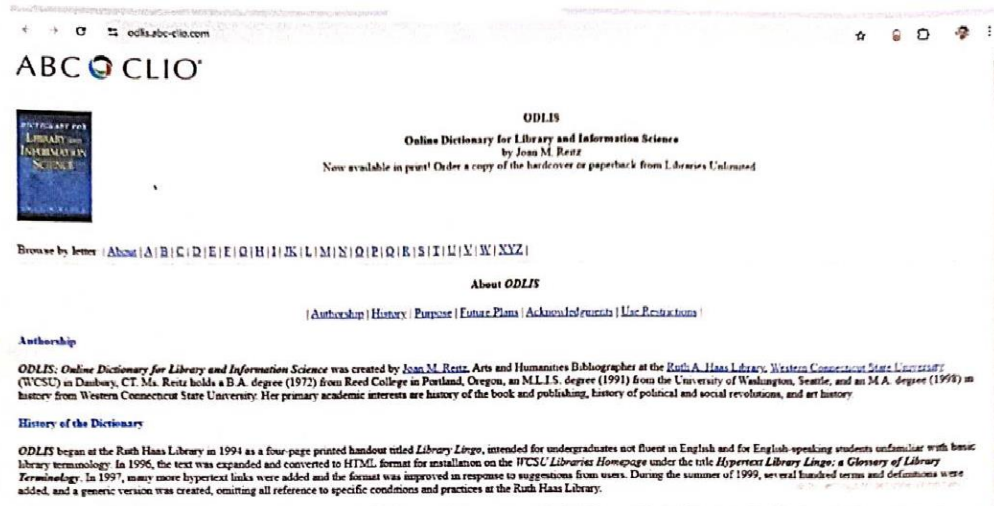 odlis.abc-clio.com
ABC CLIO
DICTIONARY FOR
LIBRARY AND
INFORMATION
SCIENCE
ODLIS
Online Dictionary for Library and Information Science
by Joan M. Reitz
Now available in print! Order a copy of the hardcover or paperback from Libraries Unlimited
Browse by letter | About | A | B | C | D | E | F | G | H | I | JK | L | M | N | O | P | Q | R | S | T | U | V | W | XYZ |
About ODLIS
| Authorship | History | Purpose | Future Plans | Acknowledgments | Use Restrictions |
Authorship
ODLIS: Online Dictionary for Library and Information Science was created by Joan M. Reitz, Arts and Humanities Bibliographer at the Ruth A. Haas Library, Western Connecticut State University
(WCSU) in Danbury, CT. Ms. Reitz holds a B.A. degree (1972) from Reed College in Portland, Oregon, an M.L.I.S. degree (1991) from the University of Washington, Seattle, and an M.A. degree (1998) in
history from Western Connecticut State University. Her primary academic interests are history of the book and publishing, history of political and social revolutions, and art history
History of the Dictionary
ODLIS began at the Ruth Haas Library in 1994 as a four-page printed handout titled Library Lingo, intended for undergraduates not fluent in English and for English-speaking students unfamiliar with basic
library terminology. In 1996, the text was expanded and converted to HTML format for installation on the WCSU Libraries Homepage under the title Hypertext Library Lingo: a Glossary of Library
Terminology. In 1997, many more hypertext links were added and the format was improved in response to suggestions from users. During the summer of 1999, several hundred terms and definitions were
added, and a generic version was created, omitting all reference to specific conditions and practices at the Ruth Haas Library.